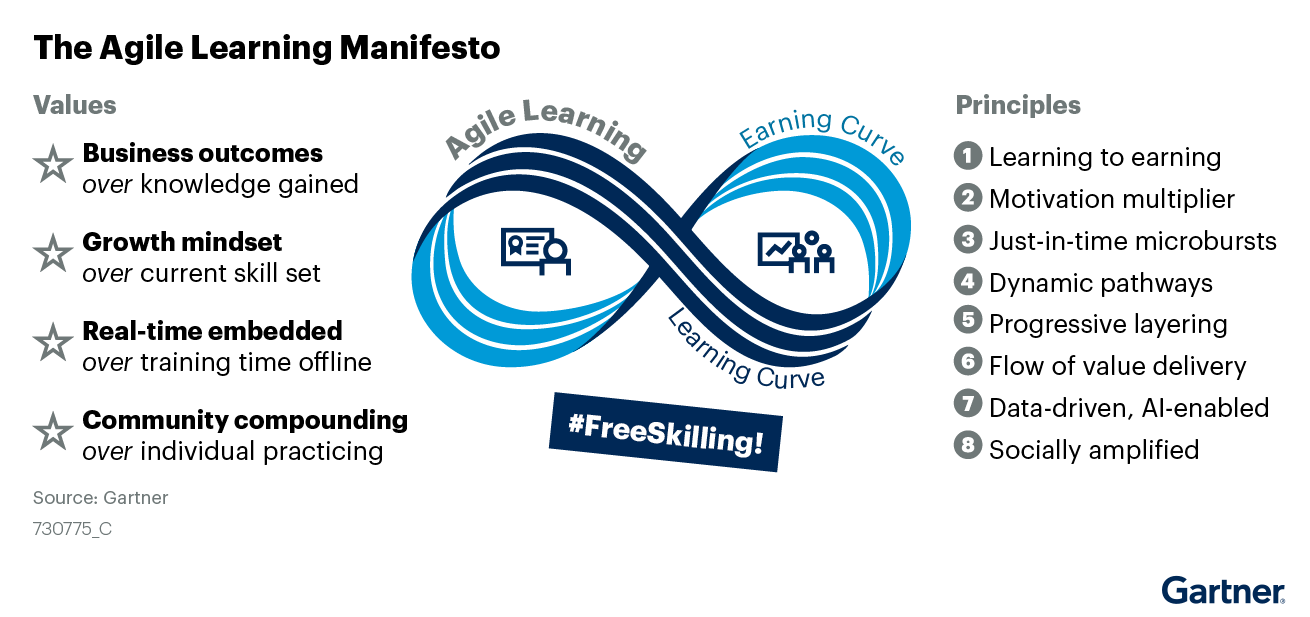 The Agile Learning Manifesto
Values
Business outcomes
over knowledge gained
Growth mindset
over current skill set
Real-time embedded
over training time offline
Community compounding
over individual practicing
Source: Gartner
730775_C
Agile Learning
Earning Curve
Learning Curve
#FreeSkilling!
Principles
1 Learning to earning
2 Motivation multiplier
3 Just-in-time microbursts
4 Dynamic pathways
5 Progressive layering
6 Flow of value delivery
7 Data-driven, AI-enabled
8 Socially amplified
Gartner®